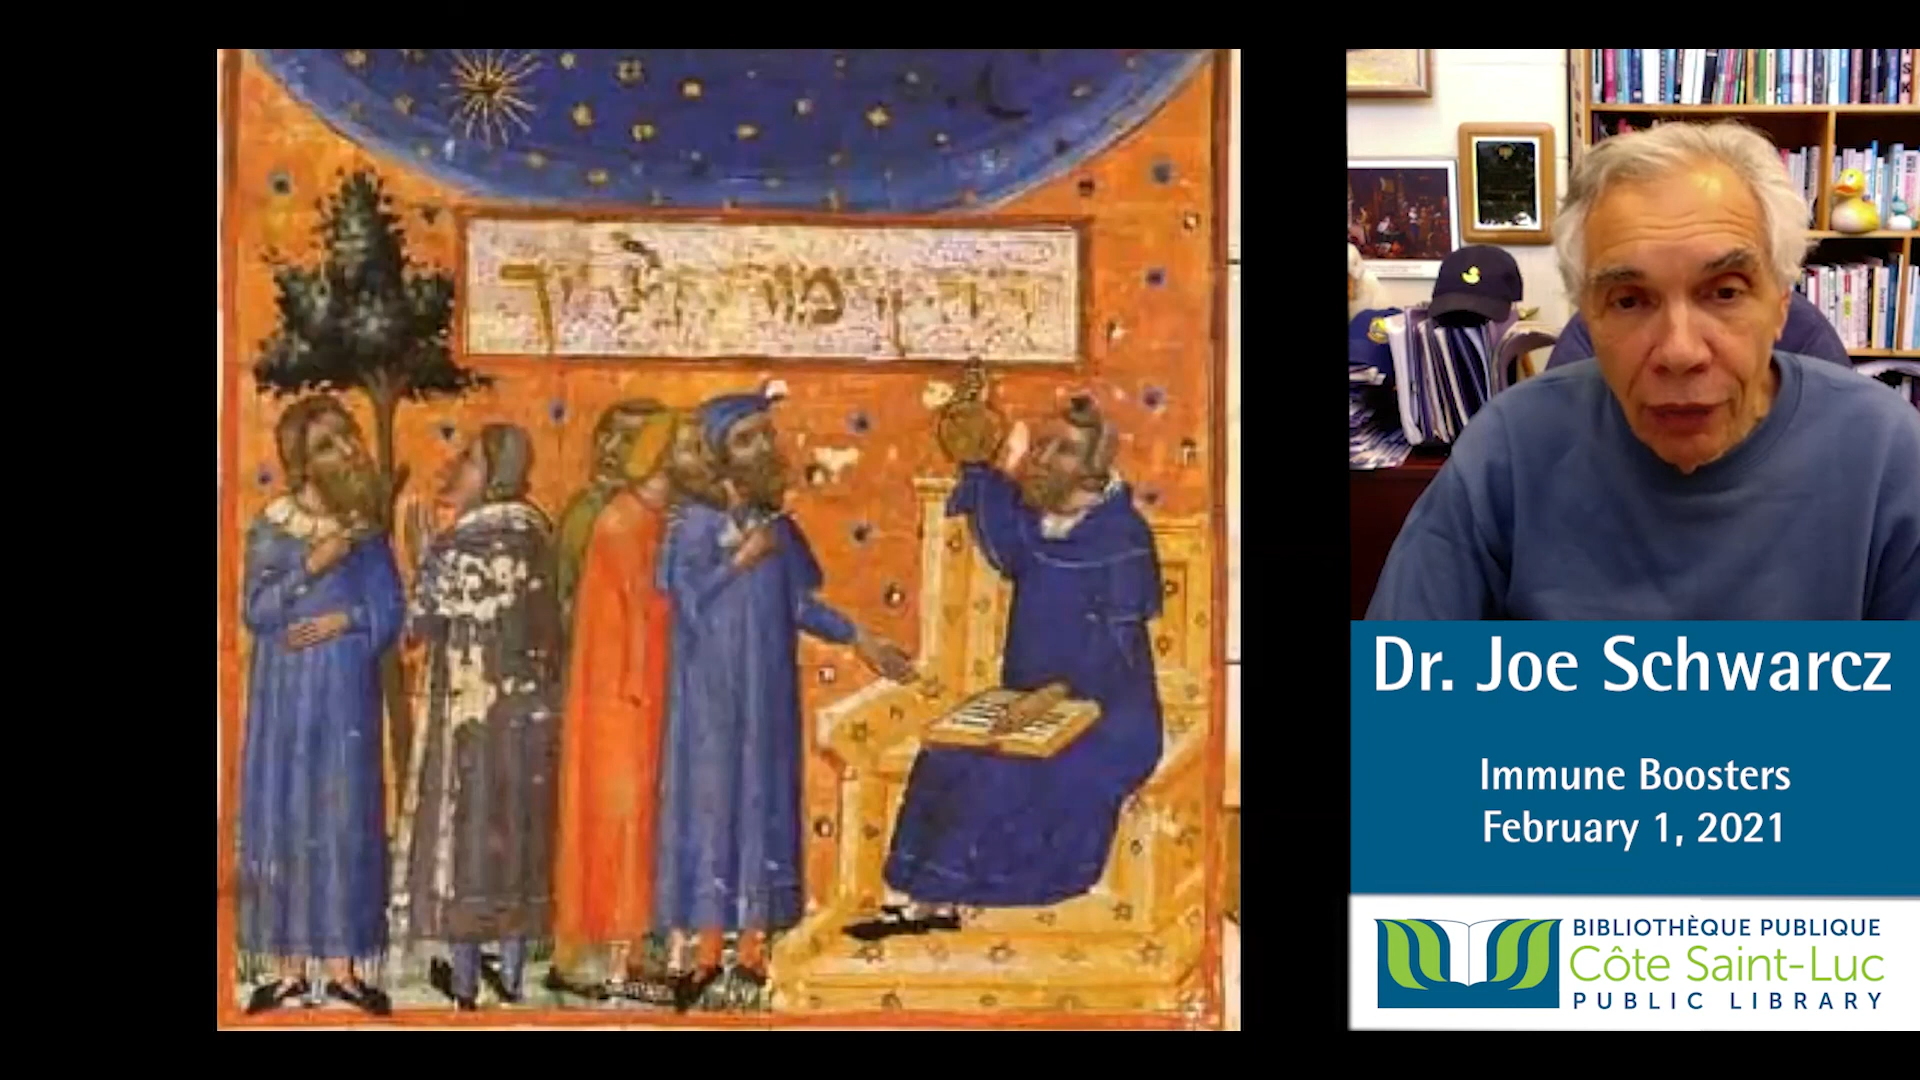 Dr. Joe Schwarcz
Immune Boosters
February 1, 2021
BIBLIOTHÈQUE PUBLIQUE
Côte Saint-Luc
PUBLIC LIBRARY